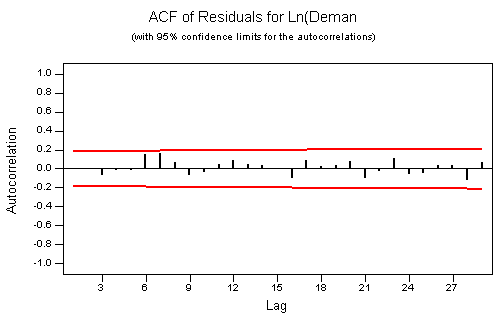 ACF of Residuals for Ln(Deman
(with 95% confidence limits for the autocorrelations)
1.0
0.8
0.6
0.4
0.2
0.0
-0.2
-0.4
-0.6
-0.8
-1.0
Autocorrelation
3 6 9 12 15 18 21 24 27
Lag